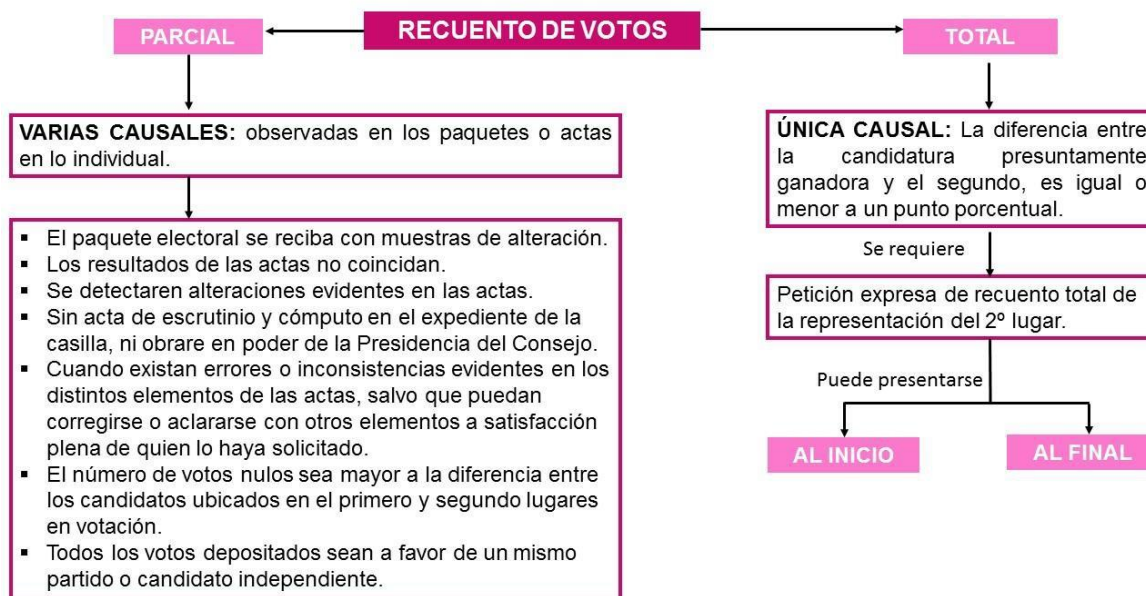 RECUENTO DE VOTOS
PARCIAL
VARIAS CAUSALES: observadas en los paquetes o actas
en lo individual.
▪ El paquete electoral se reciba con muestras de alteración.
▪ Los resultados de las actas no coincidan.
▪ Se detectaren alteraciones evidentes en las actas.
▪ Sin acta de escrutinio y cómputo en el expediente de la
casilla, ni obrare en poder de la Presidencia del Consejo.
▪ Cuando existan errores o inconsistencias evidentes en los
distintos elementos de las actas, salvo que puedan
corregirse o aclararse con otros elementos a satisfacción
plena de quien lo haya solicitado.
▪ El número de votos nulos sea mayor a la diferencia entre
los candidatos ubicados en el primero y segundo lugares
en votación.
▪ Todos los votos depositados sean a favor de un mismo
partido o candidato independiente.
TOTAL
ÚNICA CAUSAL: La diferencia entre
la candidatura presuntamente
ganadora y el segundo, es igual o
menor a un punto porcentual.
Se requiere
Petición expresa de recuento total de
la representación del 2º lugar.
Puede presentarse
AL INICIO
AL FINAL